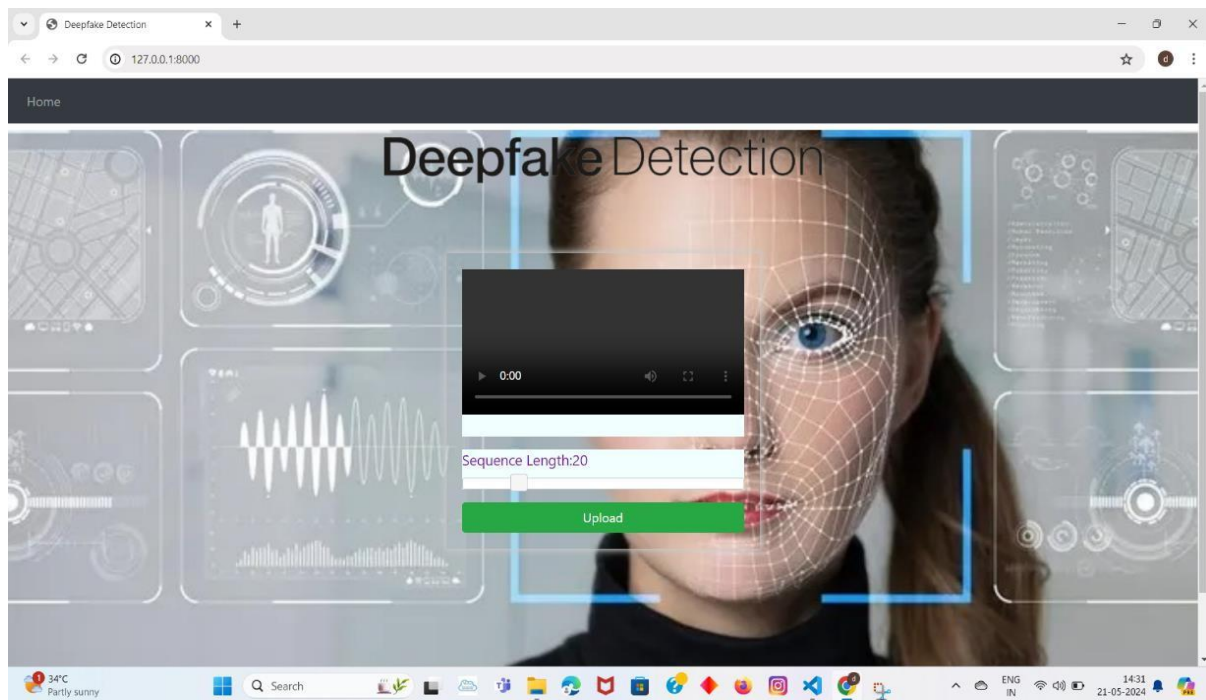 Deepfake Detection
127.0.0.1:8000
d
Home
Deepfake Detection
0:00
Sequence Length:20
Upload
1
34°C
Partly sunny
Search
ENG
IN
14:31
21-05-2024